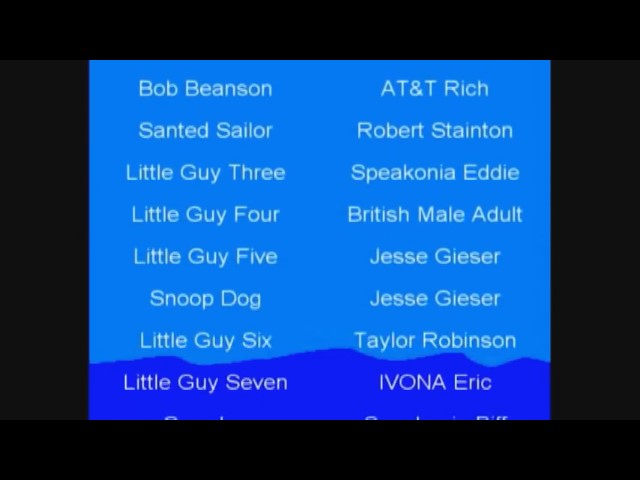 Bob Beanson AT&T Rich
Santed Sailor Robert Stainton
Little Guy Three Speakonia Eddie
Little Guy Four British Male Adult
Little Guy Five Jesse Gieser
Snoop Dog Jesse Gieser
Little Guy Six Taylor Robinson
Little Guy Seven IVONA Eric